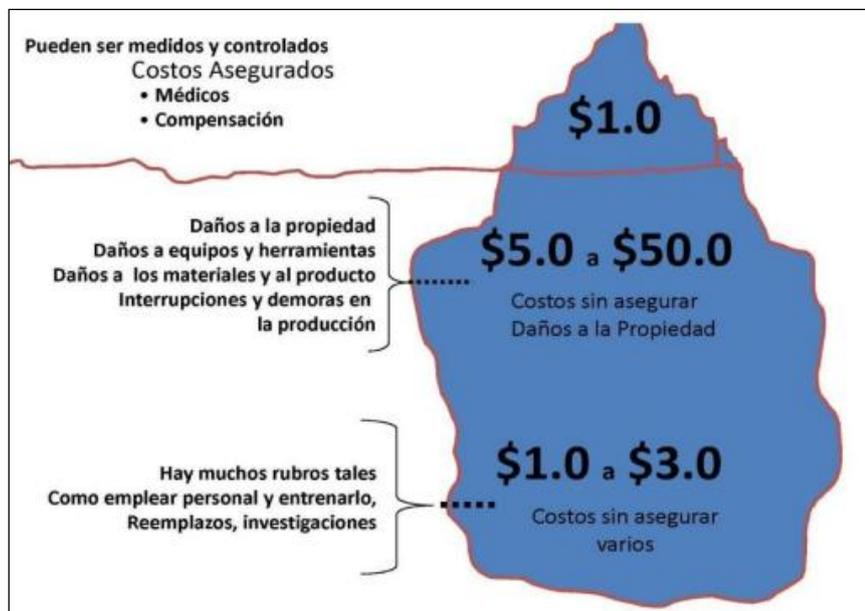 Pueden ser medidos y controlados
Costos Asegurados
• Médicos
• Compensación
$1.0
Daños a la propiedad
Daños a equipos y herramientas
Daños a los materiales y al producto
Interrupciones y demoras en
la producción
$5.0 a $50.0
Costos sin asegurar
Daños a la Propiedad
Hay muchos rubros tales
Como emplear personal y entrenarlo,
Reemplazos, investigaciones
$1.0 a $3.0
Costos sin asegurar
varios